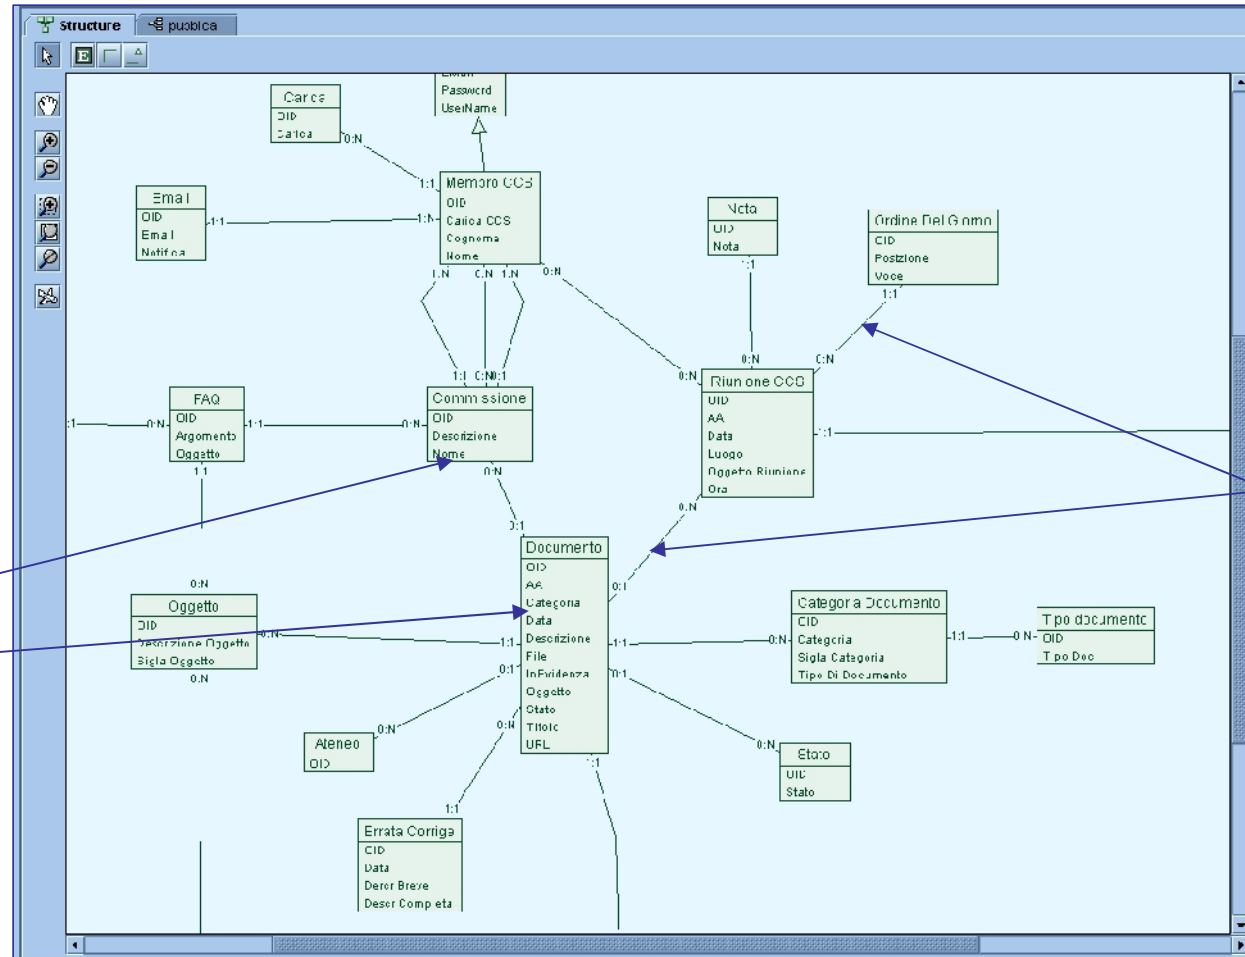 Structure
pubblica
E
Password
UserName
Carica
OID
Carica
0:N
1:1
Membro CCS
OID
Carica CCS
Cognome
Nome
Email
OID
Email
Notifica
1:1
1:N
Nota
OID
Nota
1:1
Ordine Del Giorno
OID
Posizione
Voce
1:1
1:N
0:N
1:N
0:N
1:1
0:N
0:1
0:N
0:N
0:N
Riunione CCS
OID
AA
Data
Luogo
Oggetto Riunione
Ora
1:1
0:N
FAQ
OID
Argomento
Oggetto
:1
0:N
1:1
1:1
0:N
Commissione
OID
Descrizione
Nome
0:N
0:1
Documento
OID
AA
Categoria
Data
Descrizione
File
InEvidenza
Oggetto
Stato
Titolo
URL
0:1
0:N
Oggetto
OID
Descrizione Oggetto
Sigla Oggetto
0:N
0:N
1:1
1:1
0:N
Categoria Documento
OID
Categoria
Sigla Categoria
Tipo Di Documento
1:1
0:N
Tipo documento
OID
Tipo Doc
0:1
0:N
Ateneo
OID
0:1
0:N
Stato
OID
Stato
0:N
1:1
1:1
Errata Corrige
OID
Data
Descr Breve
Descr Completa